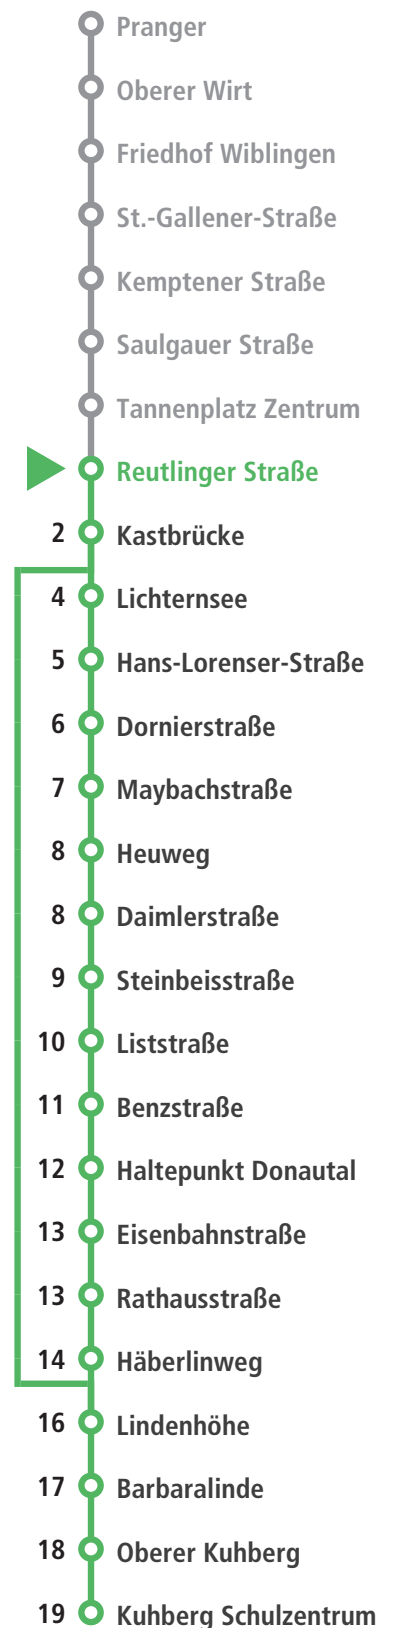 Pranger
Oberer Wirt
Friedhof Wiblingen
St.-Gallener-Straße
Kemptener Straße
Saulgauer Straße
Tannenplatz Zentrum
Reutlinger Straße
2 Kastbrücke
4 Lichternsee
5 Hans-Lorenser-Straße
6 Dornierstraße
7 Maybachstraße
8 Heuweg
8 Daimlerstraße
9 Steinbeisstraße
10 Liststraße
11 Benzstraße
12 Haltepunkt Donautal
13 Eisenbahnstraße
13 Rathausstraße
14 Häberlinweg
16 Lindenhöhe
17 Barbaralinde
18 Oberer Kuhberg
19 Kuhberg Schulzentrum